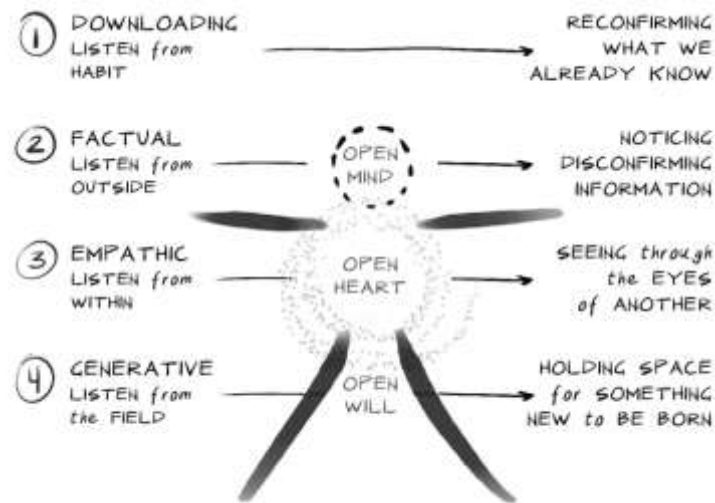 1 DOWNLOADING
LISTEN from
HABIT
RECONFIRMING
WHAT WE
ALREADY KNOW
2 FACTUAL
LISTEN from
OUTSIDE
OPEN
MIND
NOTICING
DISCONFIRMING
INFORMATION
3 EMPATHIC
LISTEN from
WITHIN
OPEN
HEART
SEEING through
the EYES
of ANOTHER
4 GENERATIVE
LISTEN from
the FIELD
OPEN
WILL
HOLDING SPACE
for SOMETHING
NEW to BE BORN